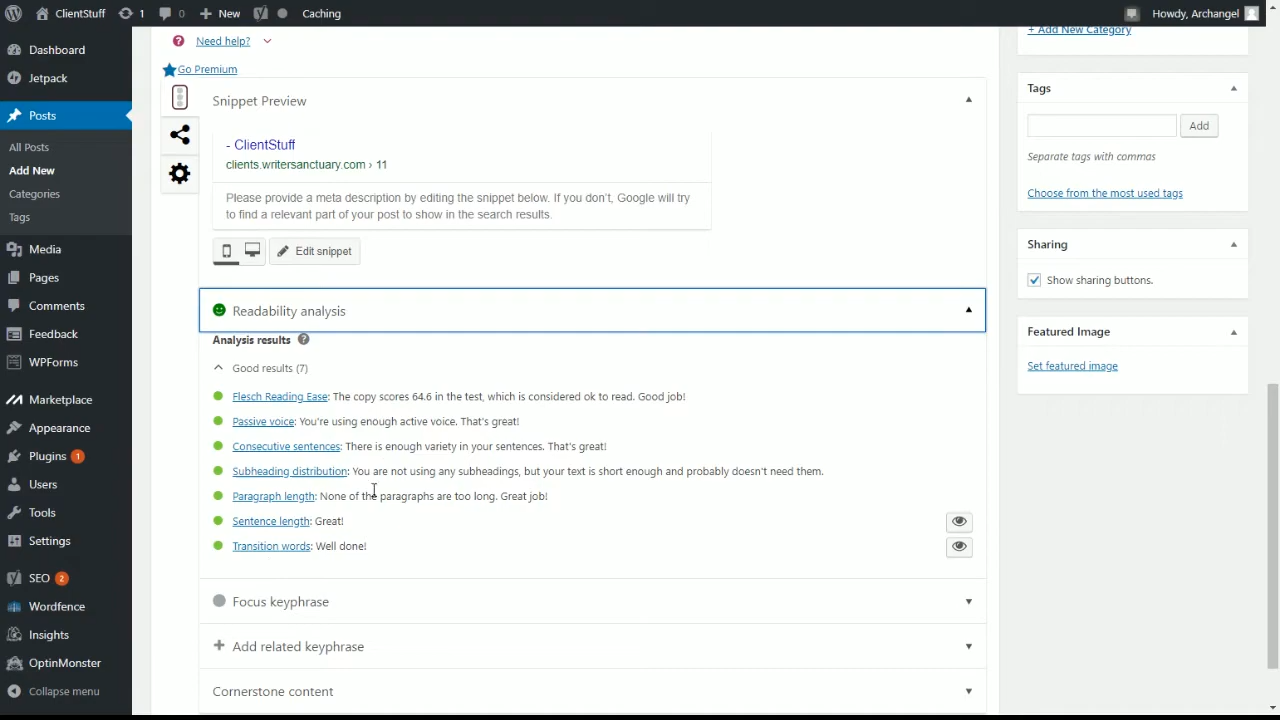 ClientStuff 1 0 New Caching Howdy, Archangel
Dashboard
Jetpack
Posts
All Posts
Add New
Categories
Tags
Media
Pages
Comments
Feedback
WPForms
Marketplace
Appearance
Plugins 1
Users
Tools
Settings
SEO 2
Wordfence
Insights
OptinMonster
Collapse menu
Need help?
Go Premium
Snippet Preview
- ClientStuff
clients.writersanctuary.com › 11
Please provide a meta description by editing the snippet below. If you don't, Google will try
to find a relevant part of your post to show in the search results.
Edit snippet
Readability analysis
Analysis results
Good results (7)
Flesch Reading Ease: The copy scores 64.6 in the test, which is considered ok to read. Good job!
Passive voice: You're using enough active voice. That's great!
Consecutive sentences: There is enough variety in your sentences. That's great!
Subheading distribution: You are not using any subheadings, but your text is short enough and probably doesn't need them.
Paragraph length: None of the paragraphs are too long. Great job!
Sentence length: Great!
Transition words: Well done!
Focus keyphrase
Add related keyphrase
Cornerstone content
+ Add New Category
Tags
Add
Separate tags with commas
Choose from the most used tags
Sharing
Show sharing buttons.
Featured Image
Set featured image